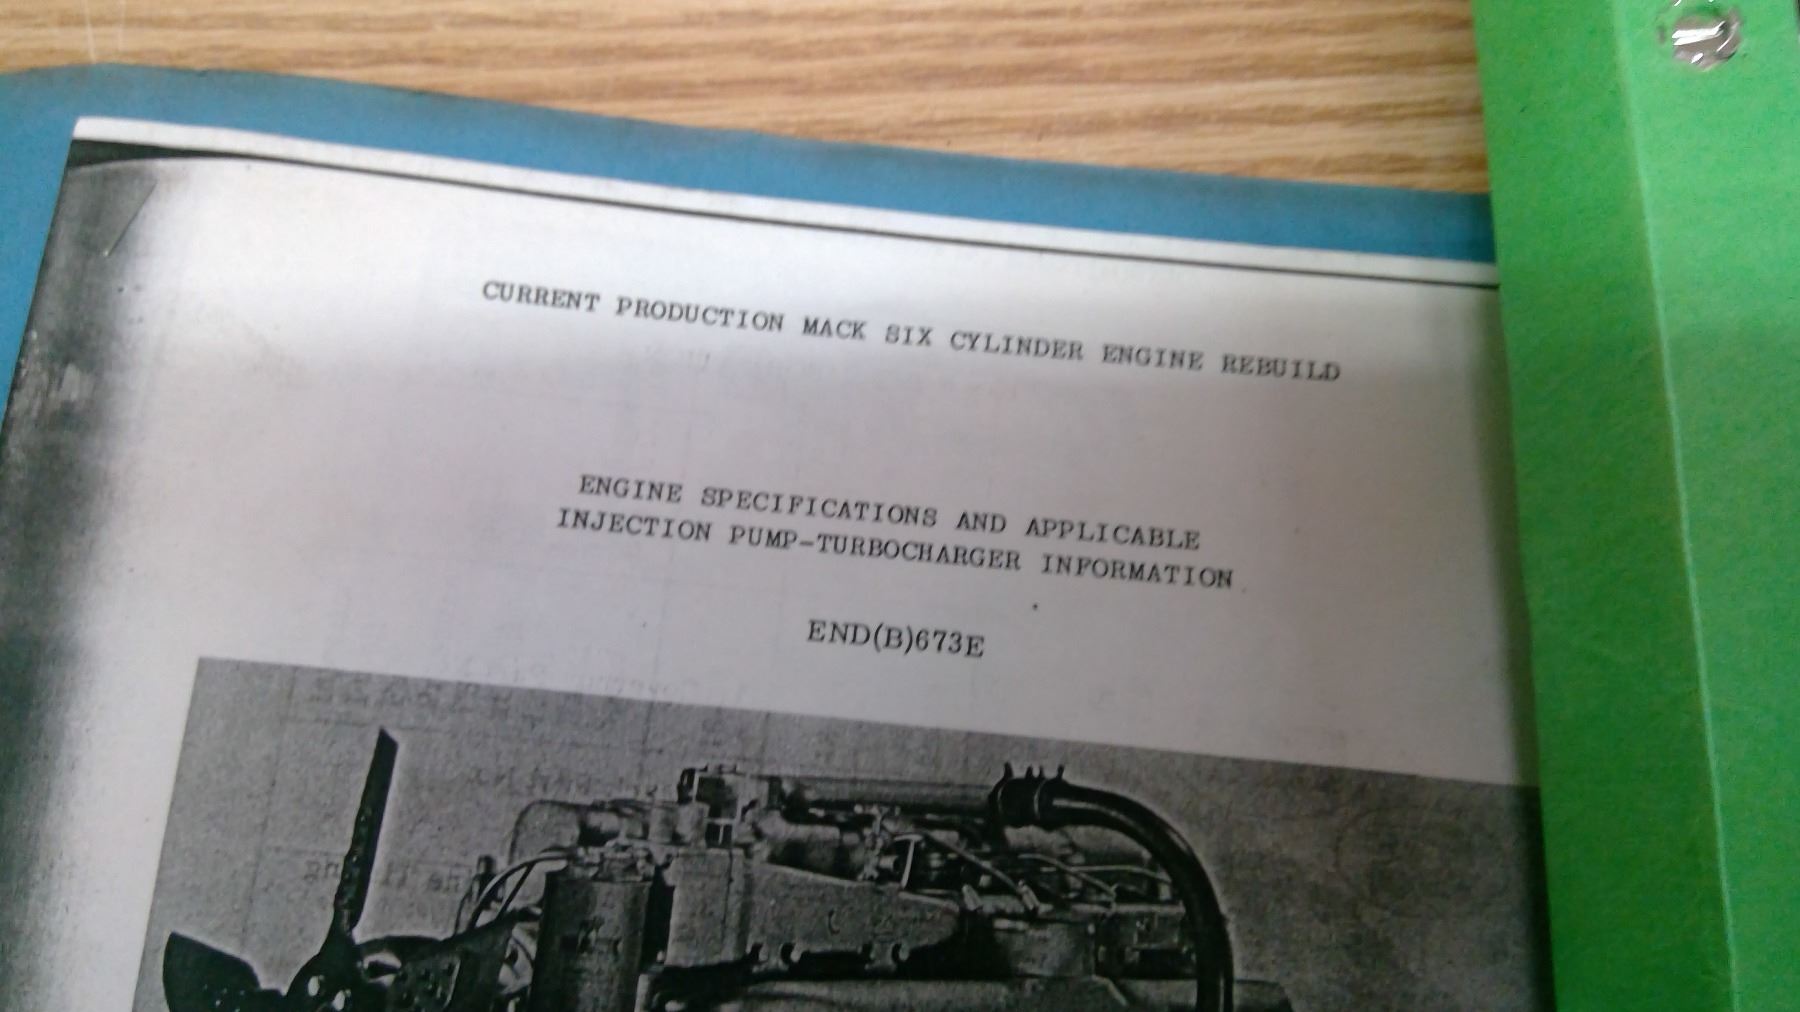 CURRENT PRODUCTION MACK SIX CYLINDER ENGINE REBUILD
ENGINE SPECIFICATIONS AND APPLICABLE
INJECTION PUMP-TURBOCHARGER INFORMATION
END(B)673E